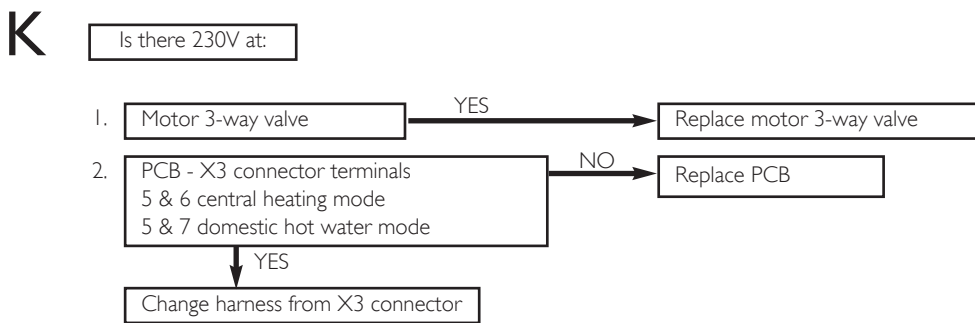 K
Is there 230V at:
1. Motor 3-way valve
YES
Replace motor 3-way valve
2. PCB - X3 connector terminals
5 & 6 central heating mode
5 & 7 domestic hot water mode
NO
Replace PCB
YES
Change harness from X3 connector